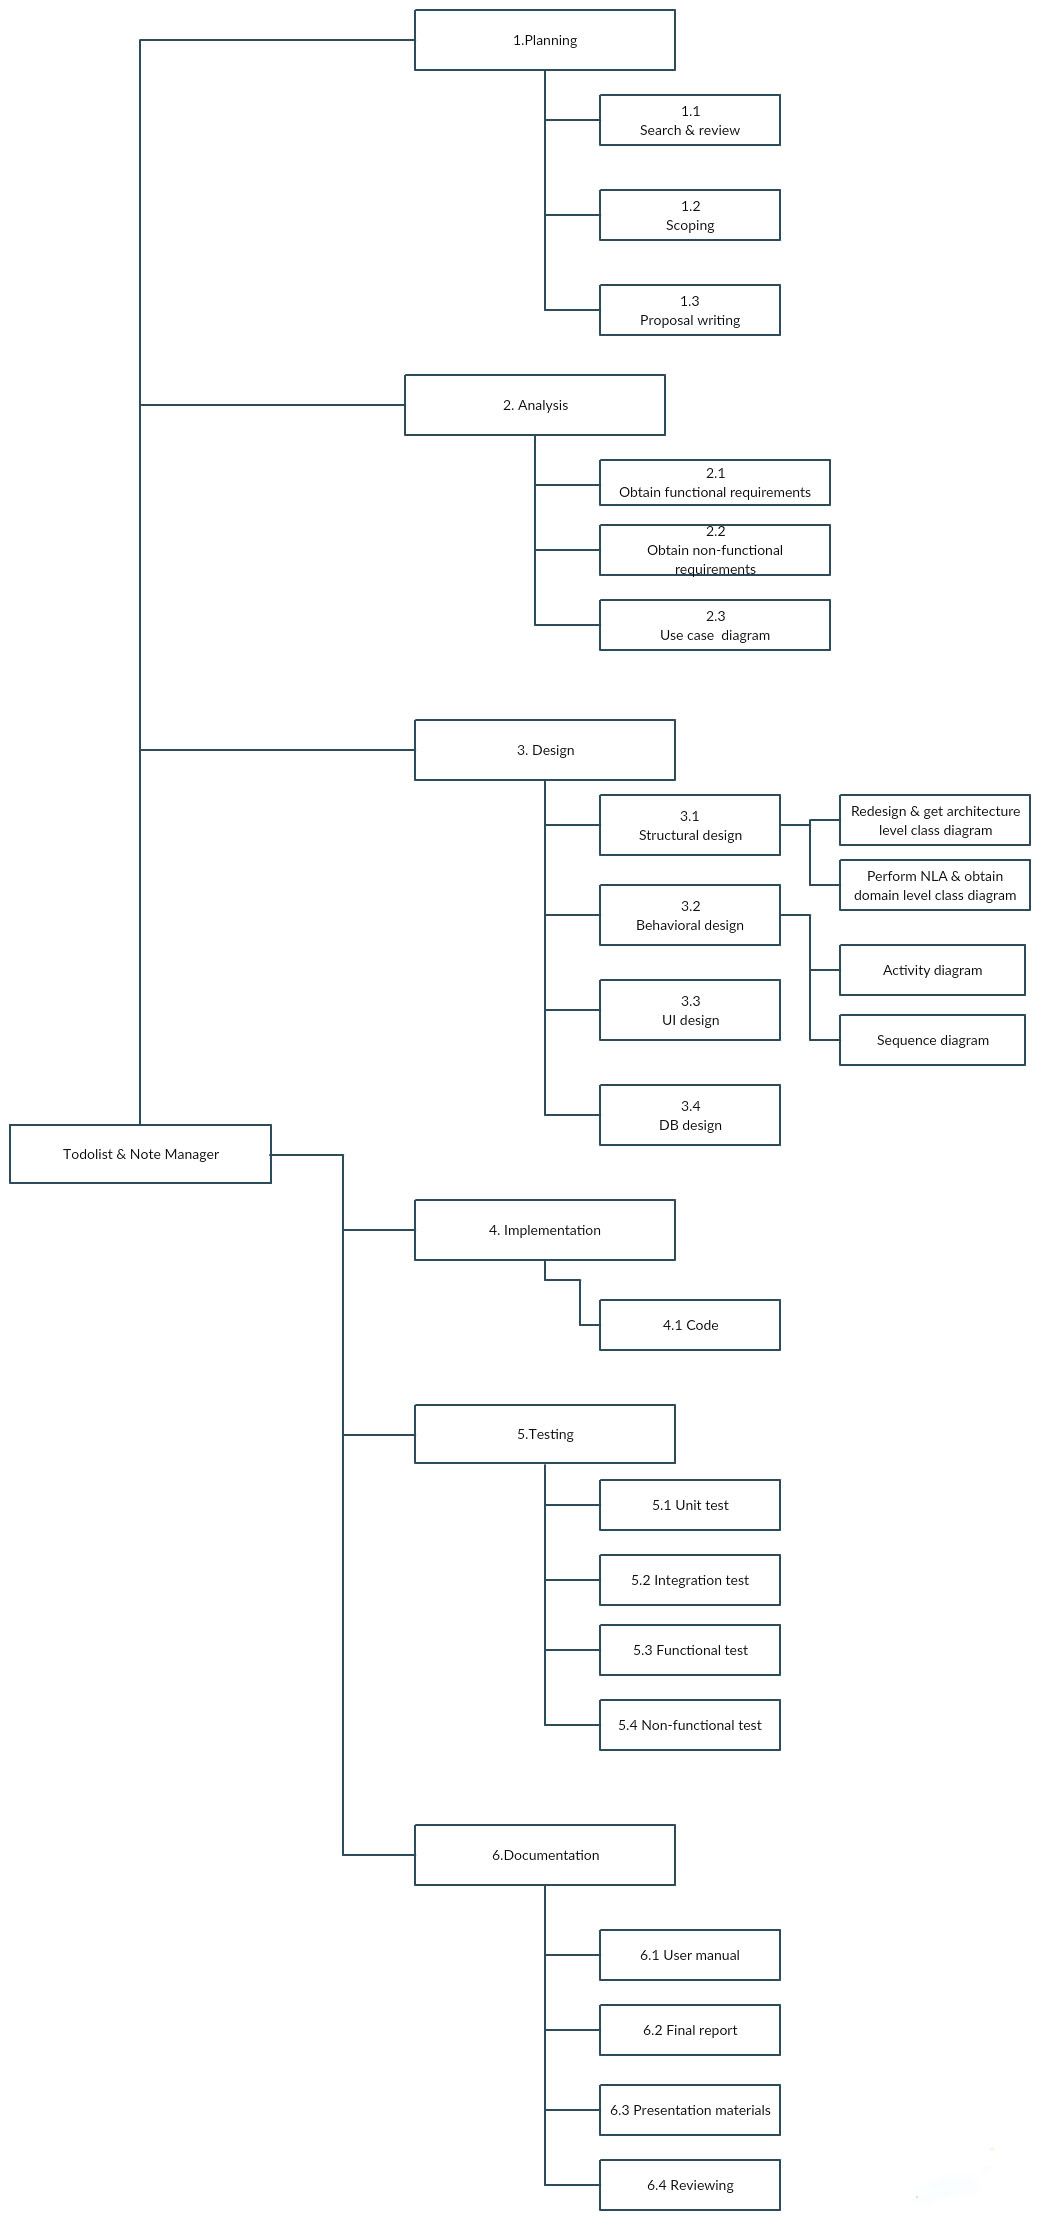 1.Planning
1.1
Search & review
1.2
Scoping
1.3
Proposal writing
2. Analysis
2.1
Obtain functional requirements
2.2
Obtain non-functional
requirements
2.3
Use case  diagram
3. Design
3.1
Structural design
Redesign & get architecture
level class diagram
Perform NLA & obtain
domain level class diagram
3.2
Behavioral design
Activity diagram
Sequence diagram
3.3
UI design
3.4
DB design
Todolist & Note Manager
4. Implementation
4.1 Code
5.Testing
5.1 Unit test
5.2 Integration test
5.3 Functional test
5.4 Non-functional test
6.Documentation
6.1 User manual
6.2 Final report
6.3 Presentation materials
6.4 Reviewing